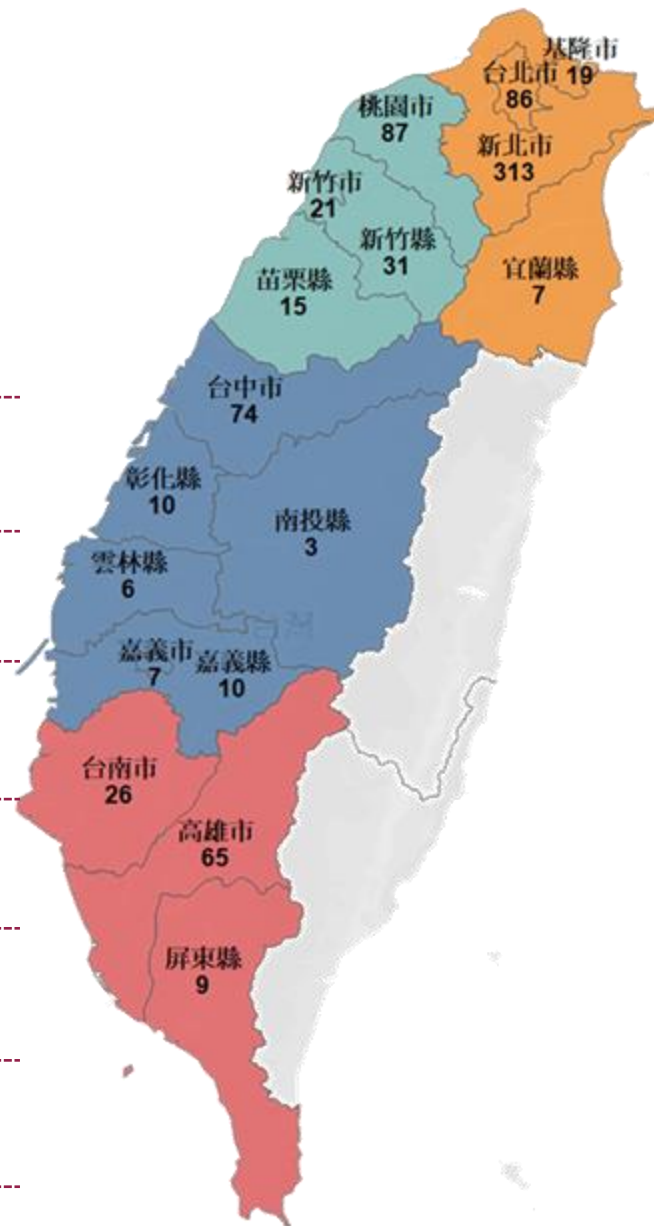 基隆市
19
台北市
86
桃園市
87
新北市
313
新竹市
21
新竹縣
31
宜蘭縣
7
苗栗縣
15
台中市
74
彰化縣
10
南投縣
3
雲林縣
6
台灣
嘉義市
7
嘉義縣
10
台南市
26
高雄市
65
屏東縣
9